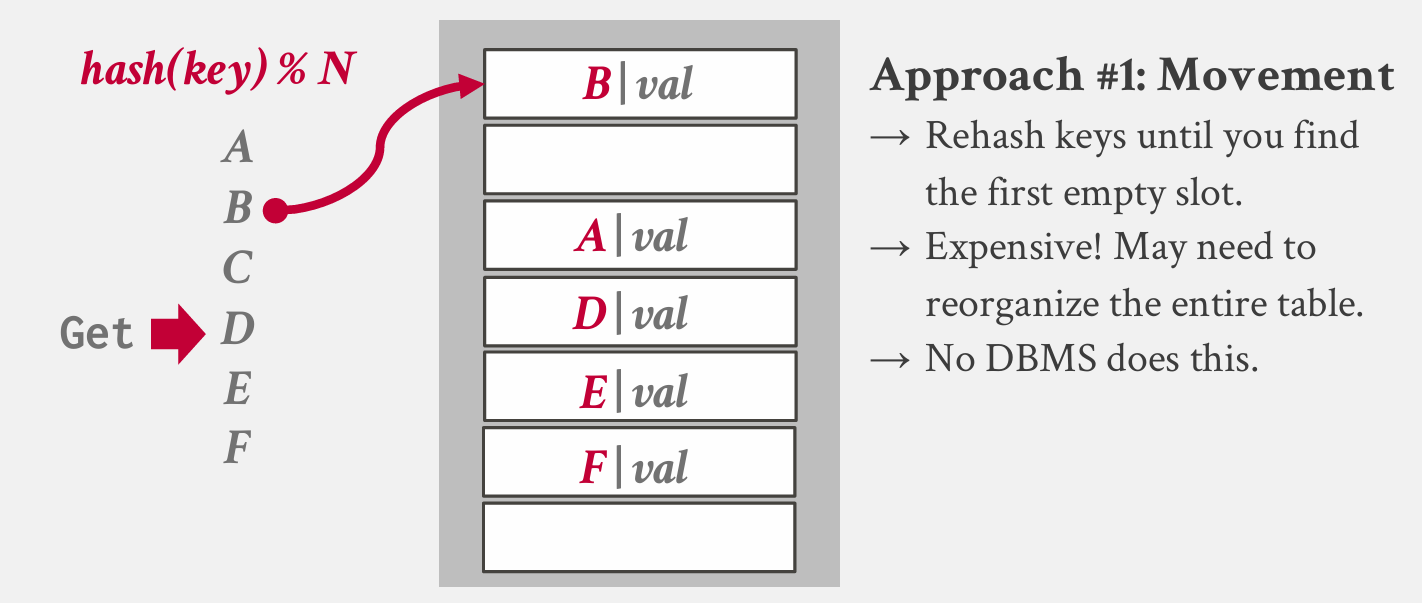 hash(key) % N
A
B
C
Get D
E
F
B|val
A|val
D|val
E|val
F|val
Approach #1: Movement
→ Rehash keys until you find
the first empty slot.
→ Expensive! May need to
reorganize the entire table.
→ No DBMS does this.